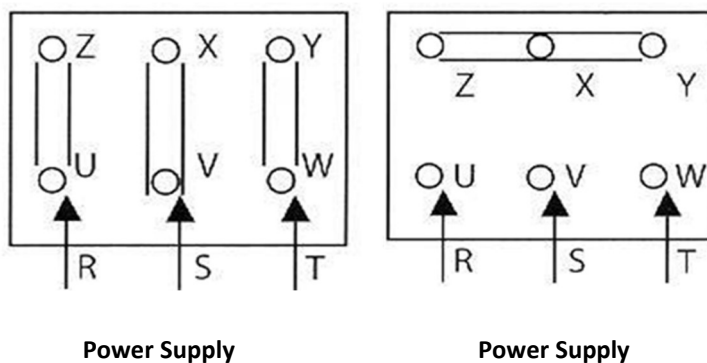 Z X Y
U V W
R S T
Power Supply
Z X Y
U V W
R S T
Power Supply